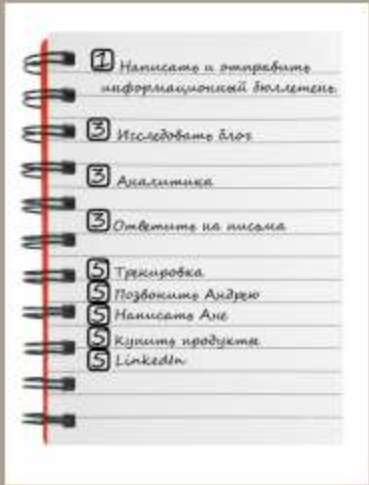 1 Написать и отправить
информационный бюллетень
3 Исследовать блог
3 Аналитика
3 Ответить на письма
5 Тренировка
5 Позвонить Андрею
5 Написать Ане
5 Купить продукты
5 LinkedIn